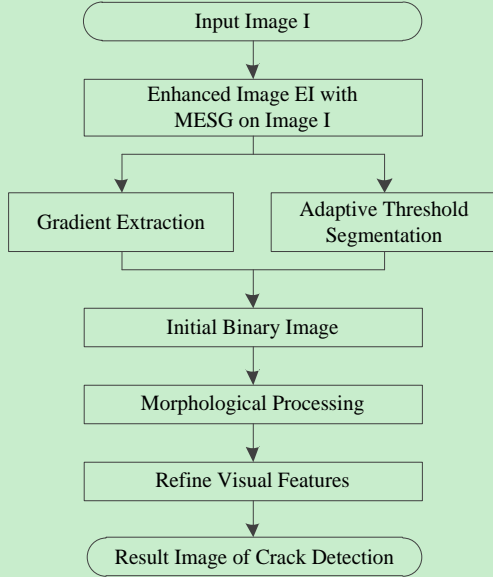 Input Image I
Enhanced Image EI with
MESG on Image I
Gradient Extraction
Adaptive Threshold
Segmentation
Initial Binary Image
Morphological Processing
Refine Visual Features
Result Image of Crack Detection